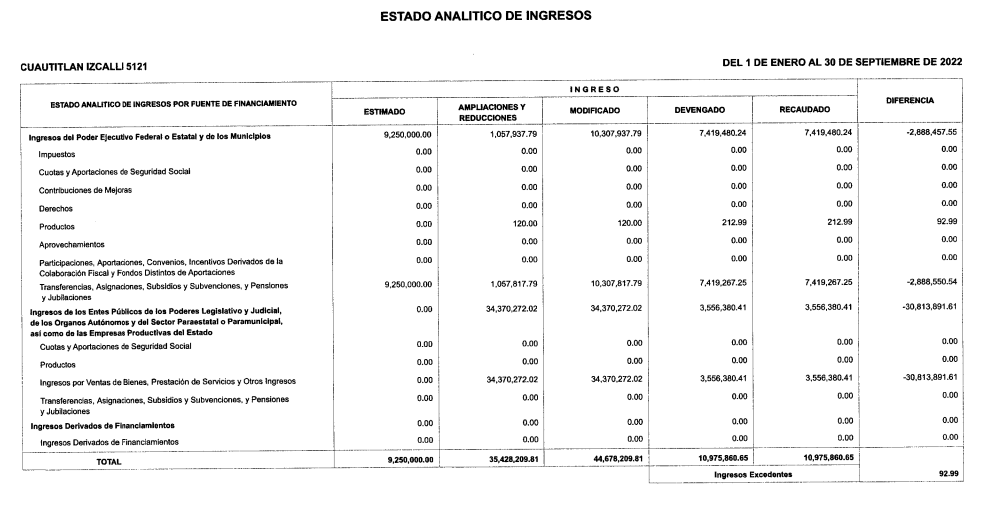 ESTADO ANALITICO DE INGRESOS
CUAUTITLAN IZCALLI 5121
DEL 1 DE ENERO AL 30 DE SEPTIEMBRE DE 2022
ESTADO ANALITICO DE INGRESOS POR FUENTE DE FINANCIAMIENTO
INGRESO
DIFERENCIA
ESTIMADO AMPLIACIONES Y REDUCCIONES MODIFICADO DEVENGADO RECAUDADO
Ingresos del Poder Ejecutivo Federal o Estatal y de los Municipios 9,250,000.00 1,057,937.79 10,307,937.79 7,419,480.24 7,419,480.24 -2,888,457.55
Impuestos 0.00 0.00 0.00 0.00 0.00 0.00
Cuotas y Aportaciones de Seguridad Social 0.00 0.00 0.00 0.00 0.00 0.00
Contribuciones de Mejoras 0.00 0.00 0.00 0.00 0.00 0.00
Derechos 0.00 0.00 0.00 0.00 0.00 0.00
Productos 0.00 120.00 120.00 212.99 212.99 92.99
Aprovechamientos 0.00 0.00 0.00 0.00 0.00 0.00
Participaciones, Aportaciones, Convenios, Incentivos Derivados de la 0.00 0.00 0.00 0.00 0.00 0.00
Colaboración Fiscal y Fondos Distintos de Aportaciones
Transferencias, Asignaciones, Subsidios y Subvenciones, y Pensiones 9,250,000.00 1,057,817.79 10,307,817.79 7,419,267.25 7,419,267.25 -2,888,550.54
y Jubilaciones
Ingresos de los Entes Públicos de los Poderes Legislativo y Judicial, 0.00 34,370,272.02 34,370,272.02 3,556,380.41 3,556,380.41 -30,813,891.61
de los Organos Autónomos y del Sector Paraestatal o Paramunicipal,
asi como de las Empresas Productivas del Estado
Cuotas y Aportaciones de Seguridad Social 0.00 0.00 0.00 0.00 0.00 0.00
Productos 0.00 0.00 0.00 0.00 0.00 0.00
Ingresos por Ventas de Bienes, Prestación de Servicios y Otros Ingresos 0.00 34,370,272.02 34,370,272.02 3,556,380.41 3,556,380.41 -30,813,891.61
Transferencias, Asignaciones, Subsidios y Subvenciones, y Pensiones 0.00 0.00 0.00 0.00 0.00 0.00
y Jubilaciones
Ingresos Derivados de Financiamientos 0.00 0.00 0.00 0.00 0.00 0.00
Ingresos Derivados de Financiamientos 0.00 0.00 0.00 0.00 0.00 0.00
TOTAL 9,250,000.00 35,428,209.81 44,678,209.81 10,975,860.65 10,975,860.65
Ingresos Excedentes 92.99